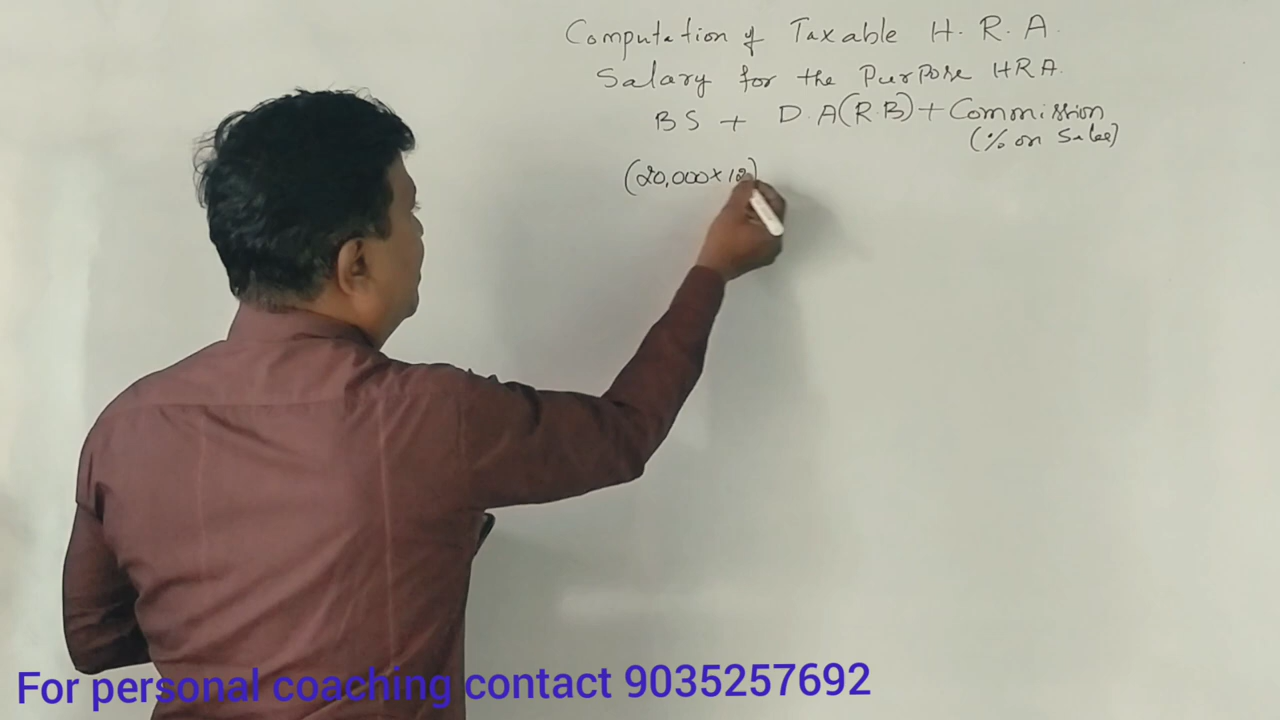 Computation of Taxable H.R.A.
Salary for the Purpose HRA.
BS + D.A(R.B) + Commission
(% on Sales)
(20,000×12)
For personal coaching contact 9035257692